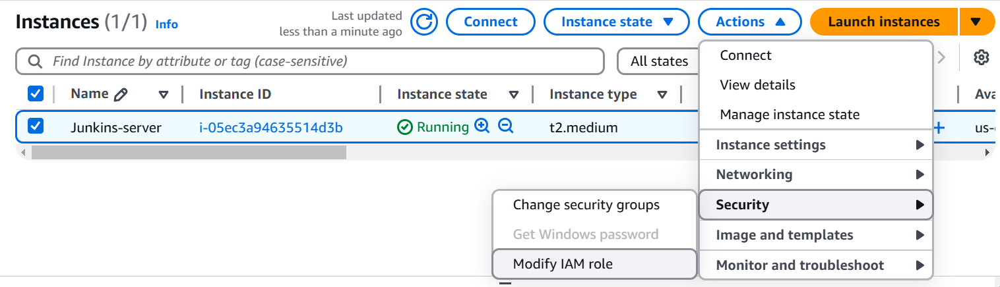 Instances (1/1) Info
Last updated
less than a minute ago
Connect
Instance state
Actions
Launch instances
Find Instance by attribute or tag (case-sensitive)
All states
Name
Instance ID
Instance state
Instance type
Junkins-server
i-05ec3a94635514d3b
Running
t2.medium
Connect
View details
Manage instance state
Instance settings
Networking
Security
Image and templates
Monitor and troubleshoot
Change security groups
Get Windows password
Modify IAM role